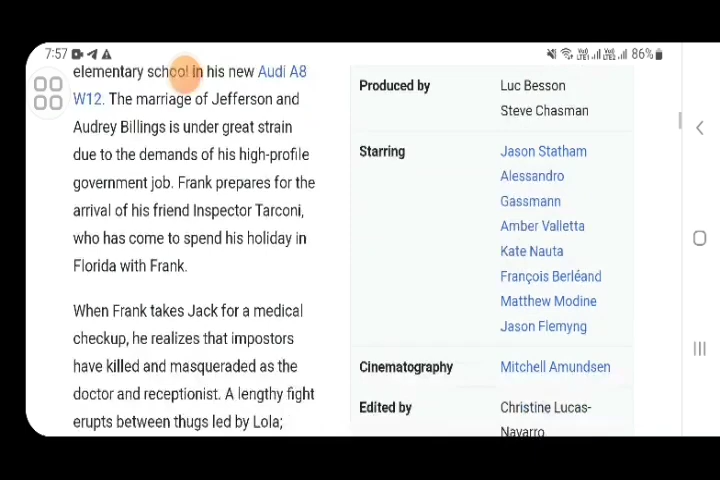 7:57
86%
elementary school in his new Audi A8
W12. The marriage of Jefferson and
Audrey Billings is under great strain
due to the demands of his high-profile
government job. Frank prepares for the
arrival of his friend Inspector Tarconi,
who has come to spend his holiday in
Florida with Frank.
When Frank takes Jack for a medical
checkup, he realizes that impostors
have killed and masqueraded as the
doctor and receptionist. A lengthy fight
erupts between thugs led by Lola;
Produced by
Luc Besson
Steve Chasman
Starring
Jason Statham
Alessandro
Gassmann
Amber Valletta
Kate Nauta
François Berléand
Matthew Modine
Jason Flemyng
Cinematography
Mitchell Amundsen
Edited by
Christine Lucas-
Navarro